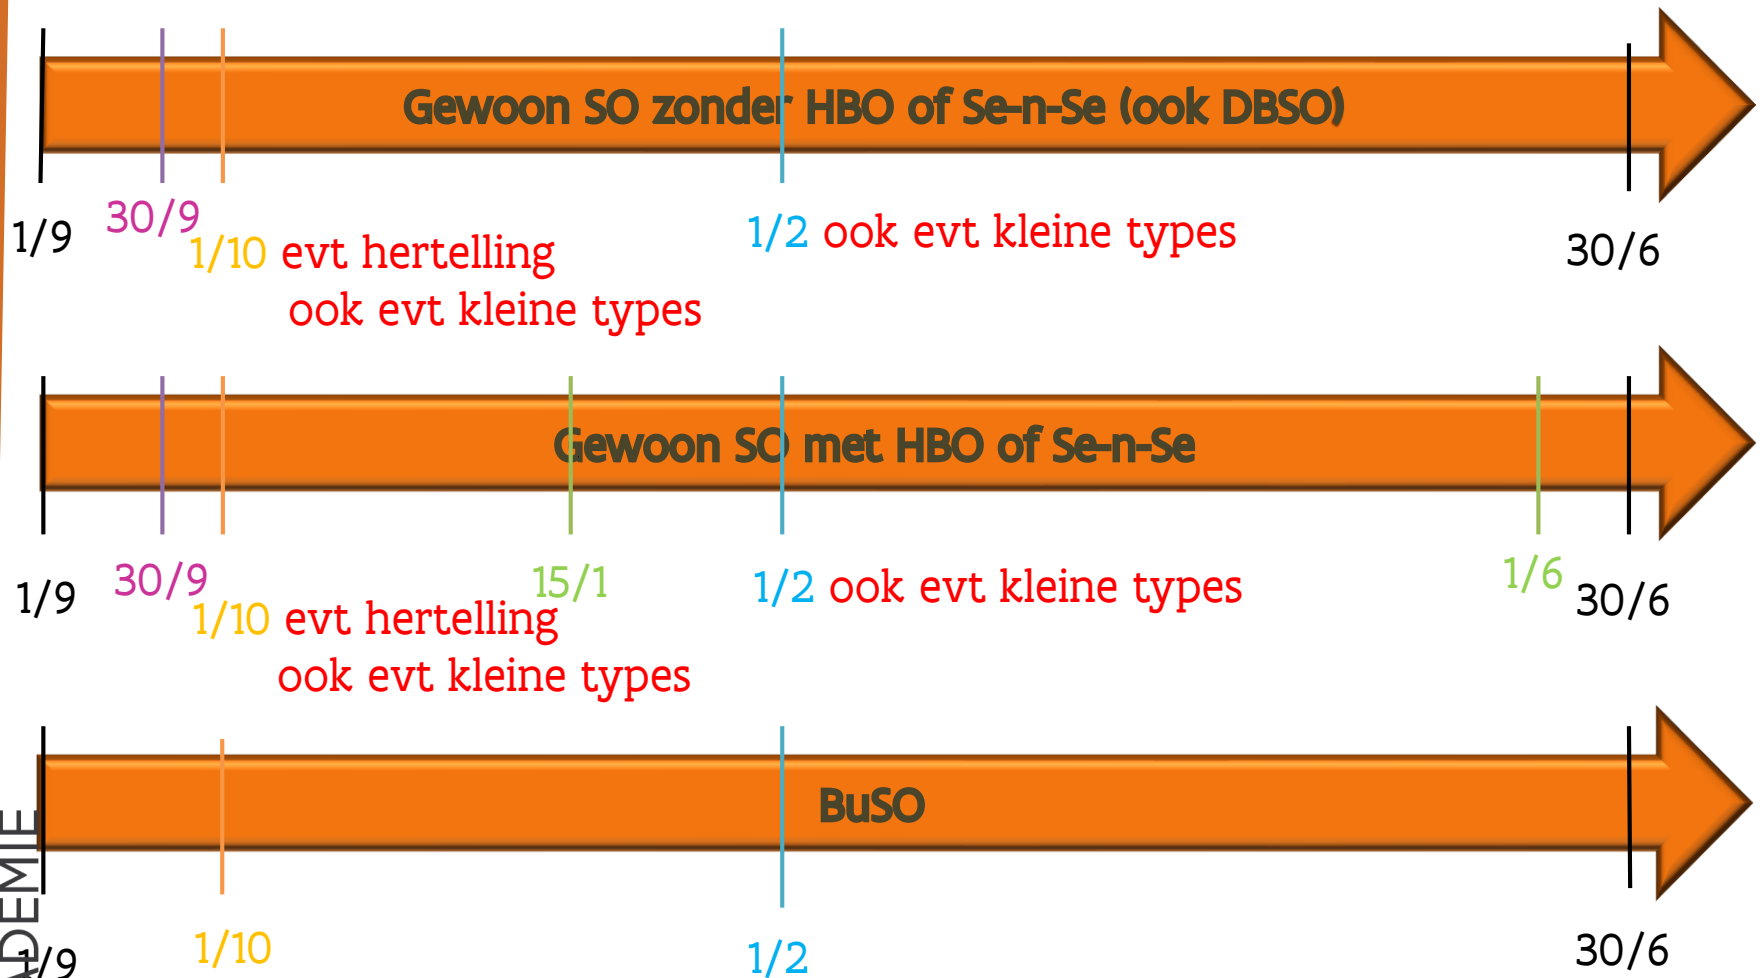 Gewoon SO zonder HBO of Se-n-Se (ook DBSO)
1/9
30/9
1/10 evt hertelling
ook evt kleine types
1/2 ook evt kleine types
30/6
Gewoon SO met HBO of Se-n-Se
1/9
30/9
1/10 evt hertelling
ook evt kleine types
15/1
1/2 ook evt kleine types
1/6
30/6
BuSO
1/9
1/10
1/2
30/6